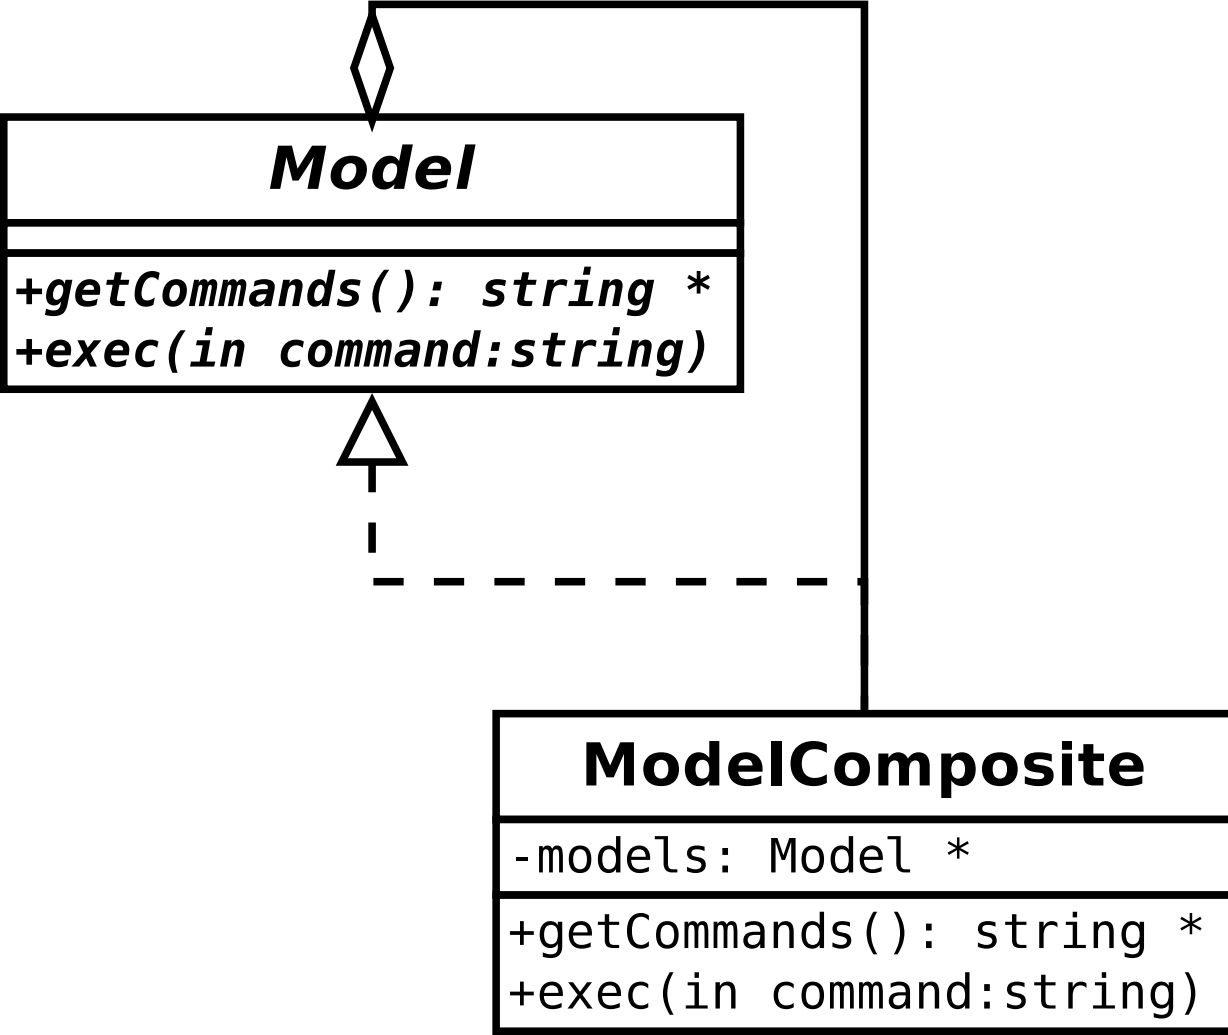 Model
+getCommands(): string *
+exec(in command:string)
ModelComposite
-models: Model *
+getCommands(): string *
+exec(in command:string)